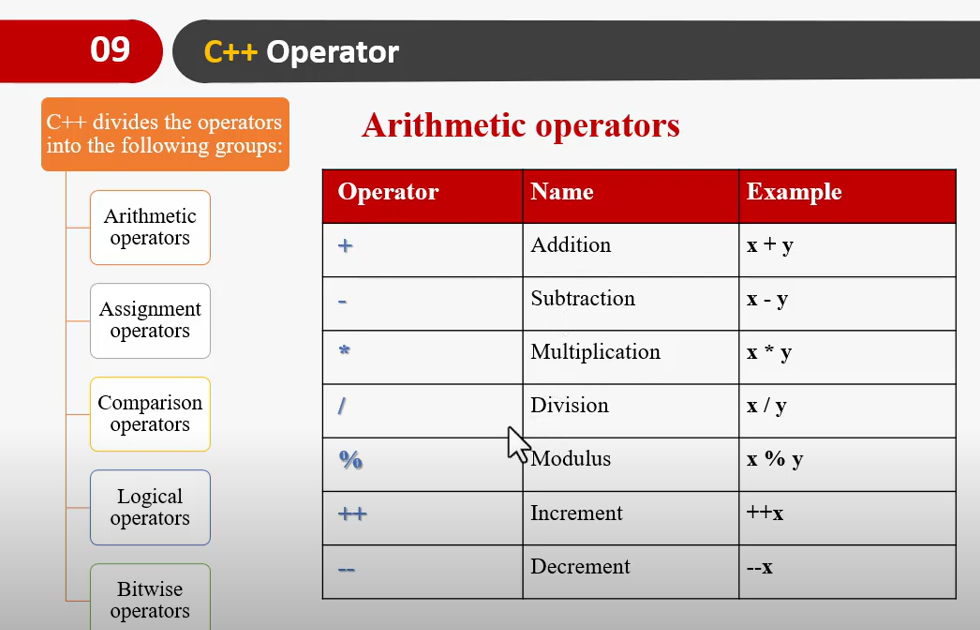 09
C++ Operator
C++ divides the operators
into the following groups:
Arithmetic
operators
Assignment
operators
Comparison
operators
Logical
operators
Bitwise
operators
Arithmetic operators
Operator Name Example
+ Addition x + y
- Subtraction x - y
* Multiplication x * y
/ Division x / y
% Modulus x % y
++ Increment ++x
-- Decrement --x